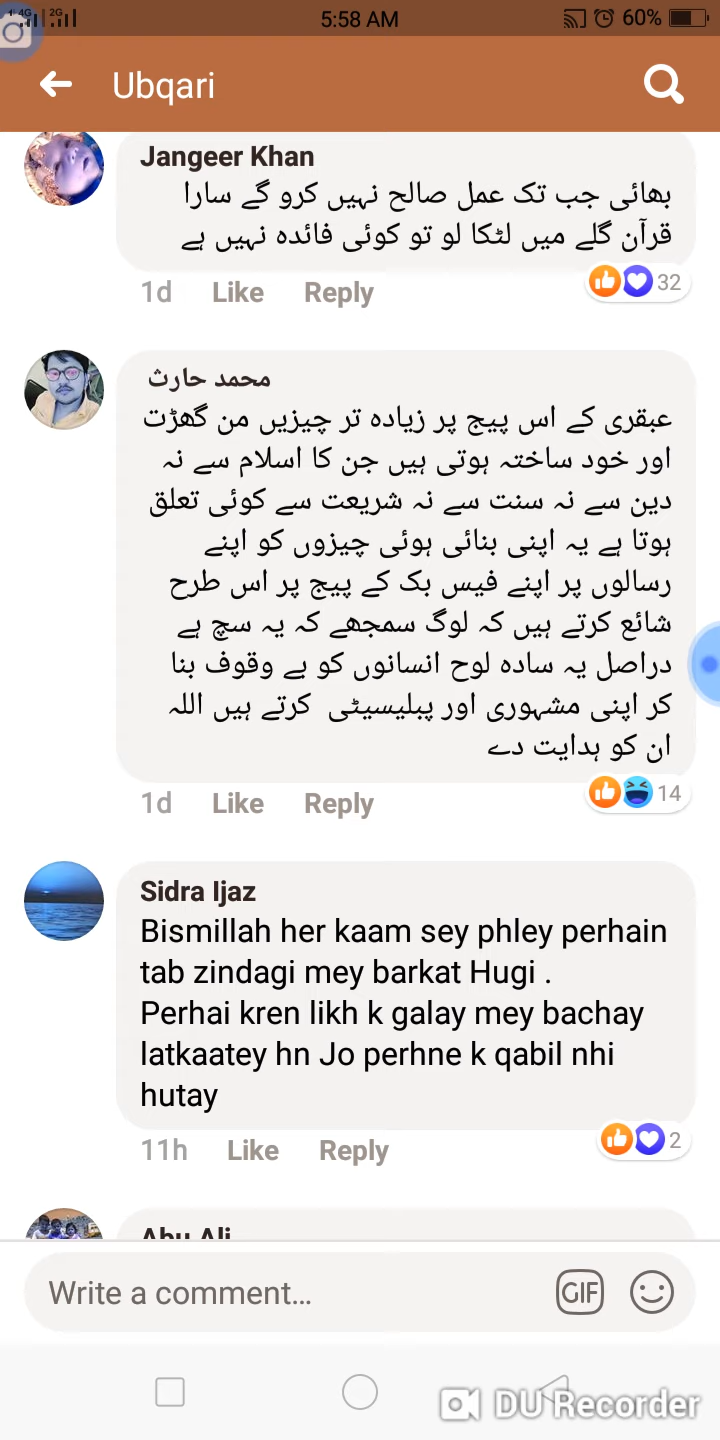 4G 2G 5:58 AM 60%
Ubqari
Jangeer Khan
بھائی جب تک عمل صالح نہیں کرو گے سارا
قرآن گلے میں لٹکا لو تو کوئی فائدہ نہیں ہے
1d Like Reply 32
محمد حارث
عبقری کے اس پیج پر زیادہ تر چیزیں من گھڑت
اور خود ساختہ ہوتی ہیں جن کا اسلام سے نہ
دین سے نہ سنت سے نہ شریعت سے کوئی تعلق
ہوتا ہے یہ اپنی بنائی ہوئی چیزوں کو اپنے
رسالوں پر اپنے فیس بک کے پیج پر اس طرح
شائع کرتے ہیں کہ لوگ سمجھے کہ یہ سچ ہے
دراصل یہ سادہ لوح انسانوں کو بے وقوف بنا
کر اپنی مشہوری اور پبلیسیٹی کرتے ہیں اللہ
ان کو ہدایت دے
1d Like Reply 14
Sidra Ijaz
Bismillah her kaam sey phley perhain
tab zindagi mey barkat Hugi .
Perhai kren likh k galay mey bachay
latkaatey hn Jo perhne k qabil nhi
hutay
11h Like Reply 2
Abu Ali
Write a comment... GIF
DU Recorder